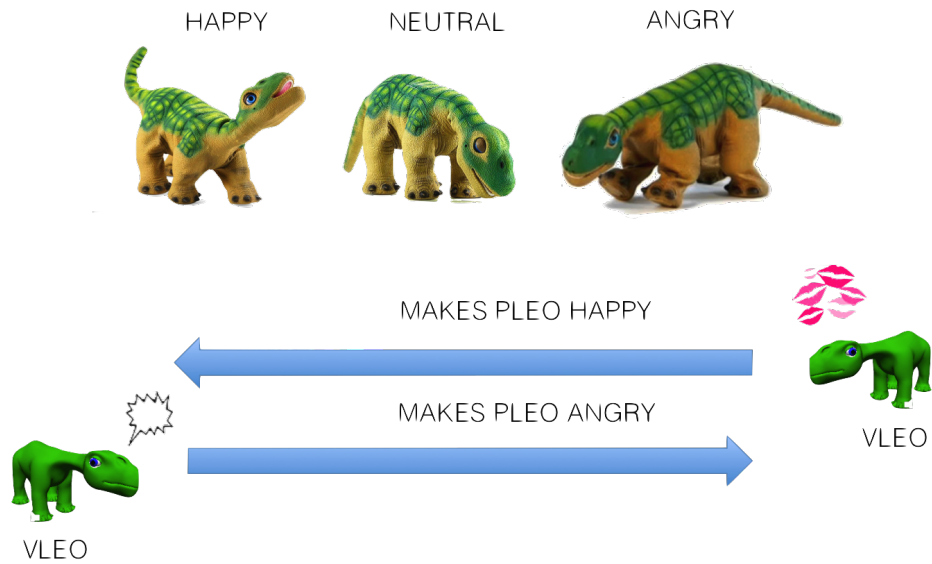 HAPPY
NEUTRAL
ANGRY
MAKES PLEO HAPPY
MAKES PLEO ANGRY
VLEO
VLEO